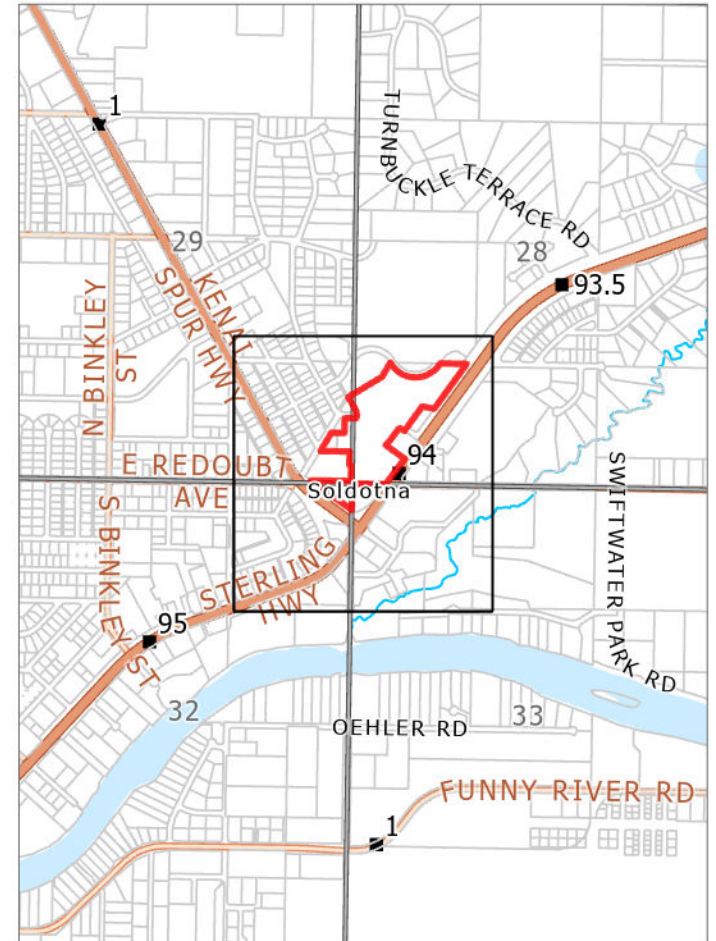 1
TURNBUCKLE TERRACE RD
29
28
93.5
KENAI
SPUR HWY
N BINKLEY
ST
94
E REDOUBT
AVE
Soldotna
SWIFTWATER PARK RD
S BINKLEY ST
STERLING
HWY
95
32
33
OEHLER RD
FUNNY RIVER RD
1